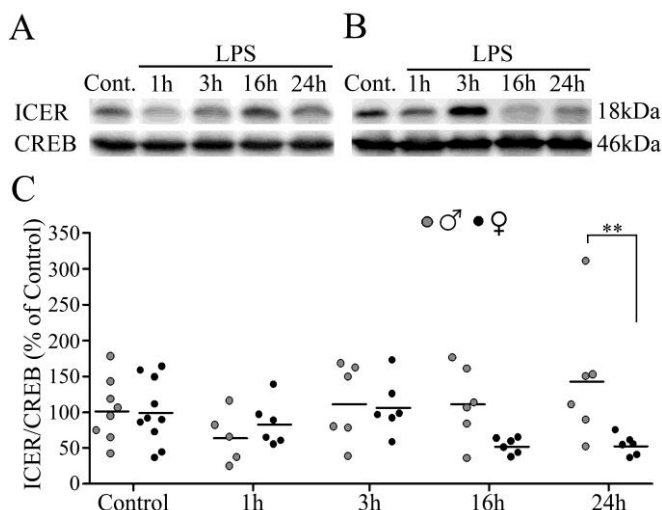 A
B
LPS
LPS
Cont. 1h 3h 16h 24h
1h 3h 16h 24h
Cont.
ICER
18kDa
CREB
46kDa
C
♂ ♀
**
ICER/CREB (% of Control)
350
300
250
200
150
100
50
0
Control 1h 3h 16h 24h